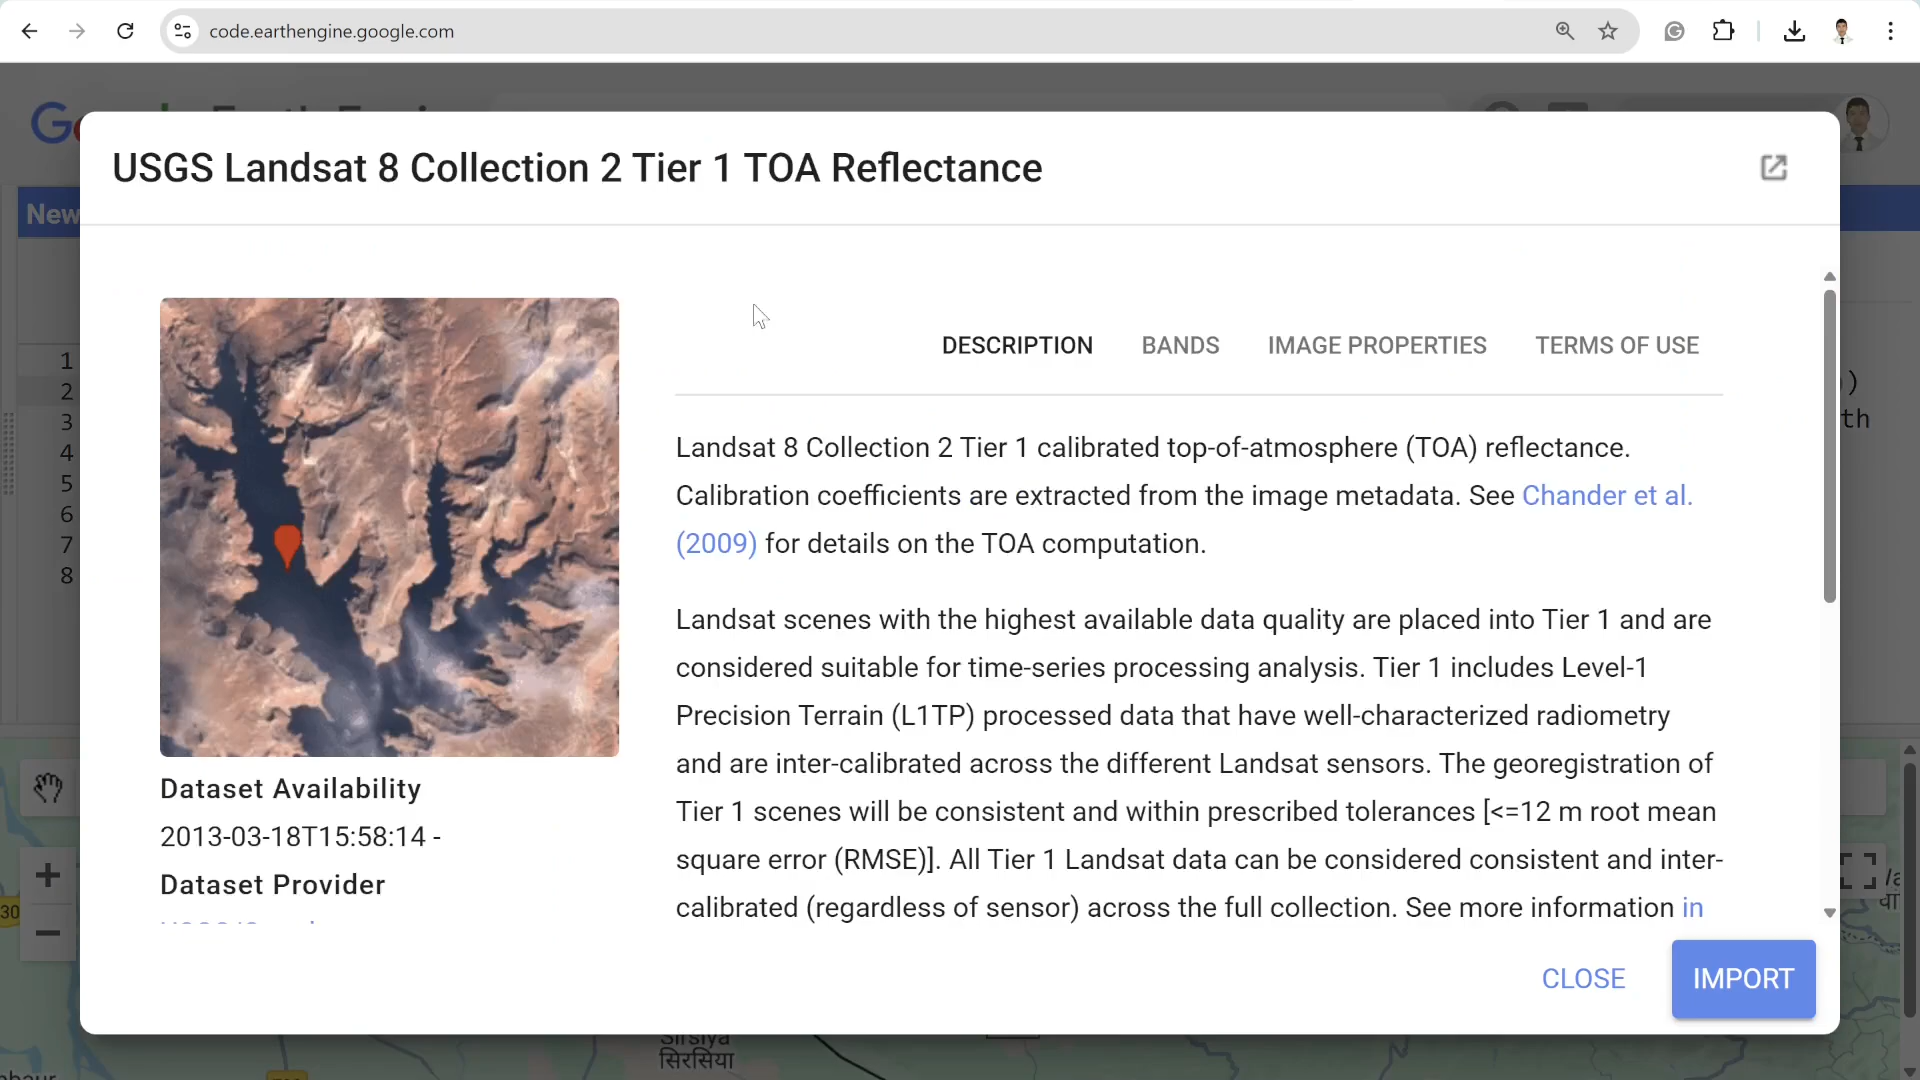 code.earthengine.google.com
New
USGS Landsat 8 Collection 2 Tier 1 TOA Reflectance
DESCRIPTION BANDS IMAGE PROPERTIES TERMS OF USE
Landsat 8 Collection 2 Tier 1 calibrated top-of-atmosphere (TOA) reflectance.
Calibration coefficients are extracted from the image metadata. See Chander et al.
(2009) for details on the TOA computation.
Landsat scenes with the highest available data quality are placed into Tier 1 and are
considered suitable for time-series processing analysis. Tier 1 includes Level-1
Precision Terrain (L1TP) processed data that have well-characterized radiometry
and are inter-calibrated across the different Landsat sensors. The georegistration of
Tier 1 scenes will be consistent and within prescribed tolerances [<=12 m root mean
square error (RMSE)]. All Tier 1 Landsat data can be considered consistent and inter-
calibrated (regardless of sensor) across the full collection. See more information in
Dataset Availability
2013-03-18T15:58:14 -
Dataset Provider
CLOSE IMPORT
1
2
3
4
5
6
7
8
)
th
30
Sirsiya
सिरसिया